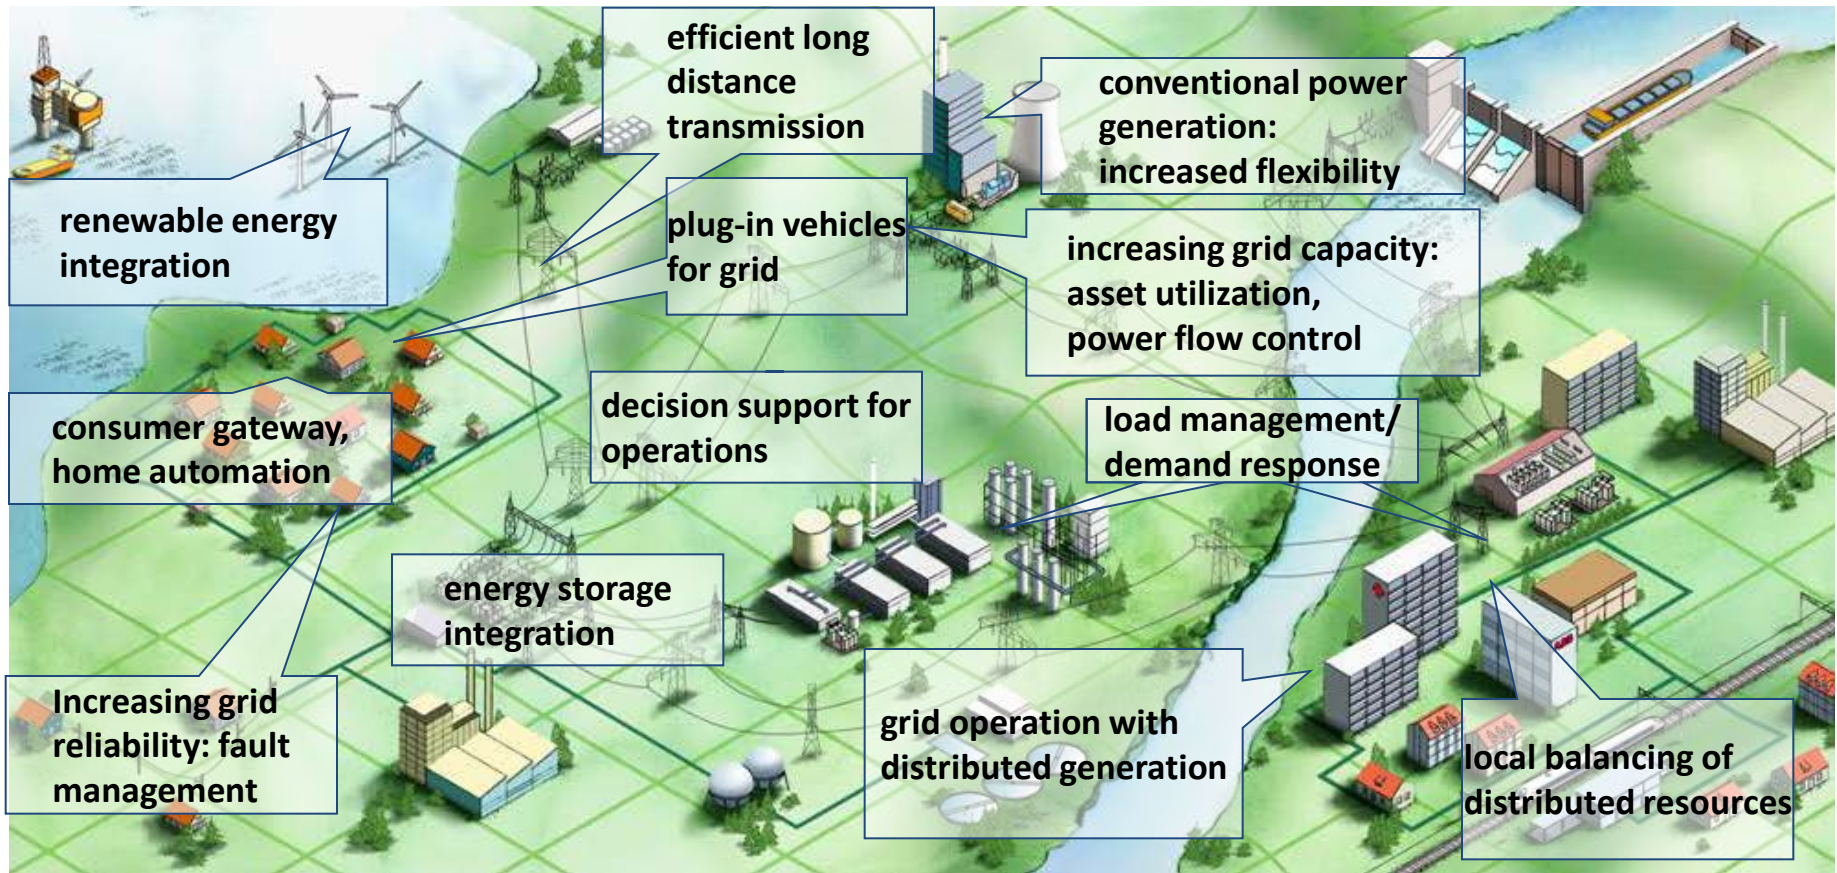 efficient long
distance
transmission
conventional power
generation:
increased flexibility
renewable energy
integration
plug-in vehicles
for grid
increasing grid capacity:
asset utilization,
power flow control
consumer gateway,
home automation
decision support for
operations
load management/
demand response
energy storage
integration
Increasing grid
reliability: fault
management
grid operation with
distributed generation
local balancing of
distributed resources
ABB